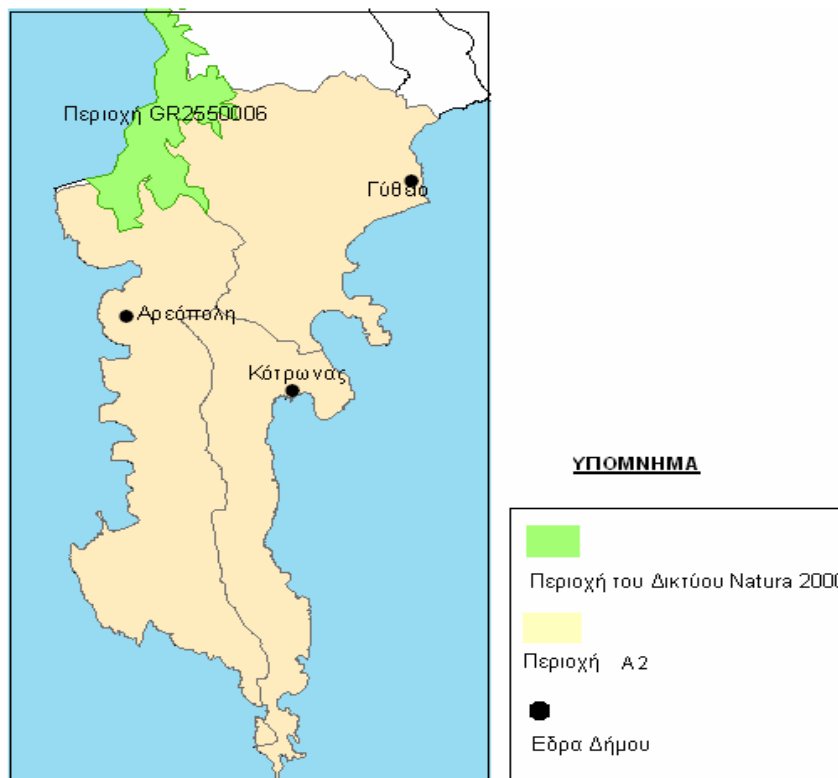 Περιοχή GR2550006
Γύθειο
Αρεόπολη
Κότρωνας
ΥΠΟΜΝΗΜΑ
Περιοχή του Δικτύου Natura 2000
Περιοχή Α2
Εδρα Δήμου